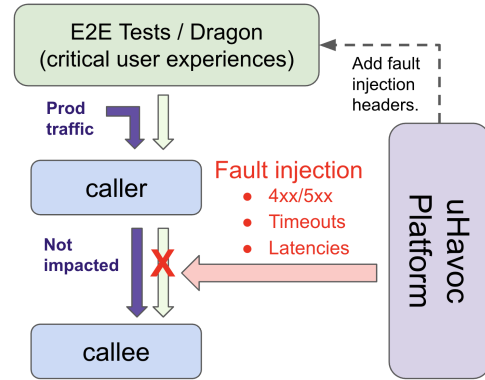 E2E Tests / Dragon
(critical user experiences)
Add fault
injection
headers.
Prod
traffic
caller
Fault injection
● 4xx/5xx
● Timeouts
● Latencies
uHavoc
Platform
Not
impacted
X
callee